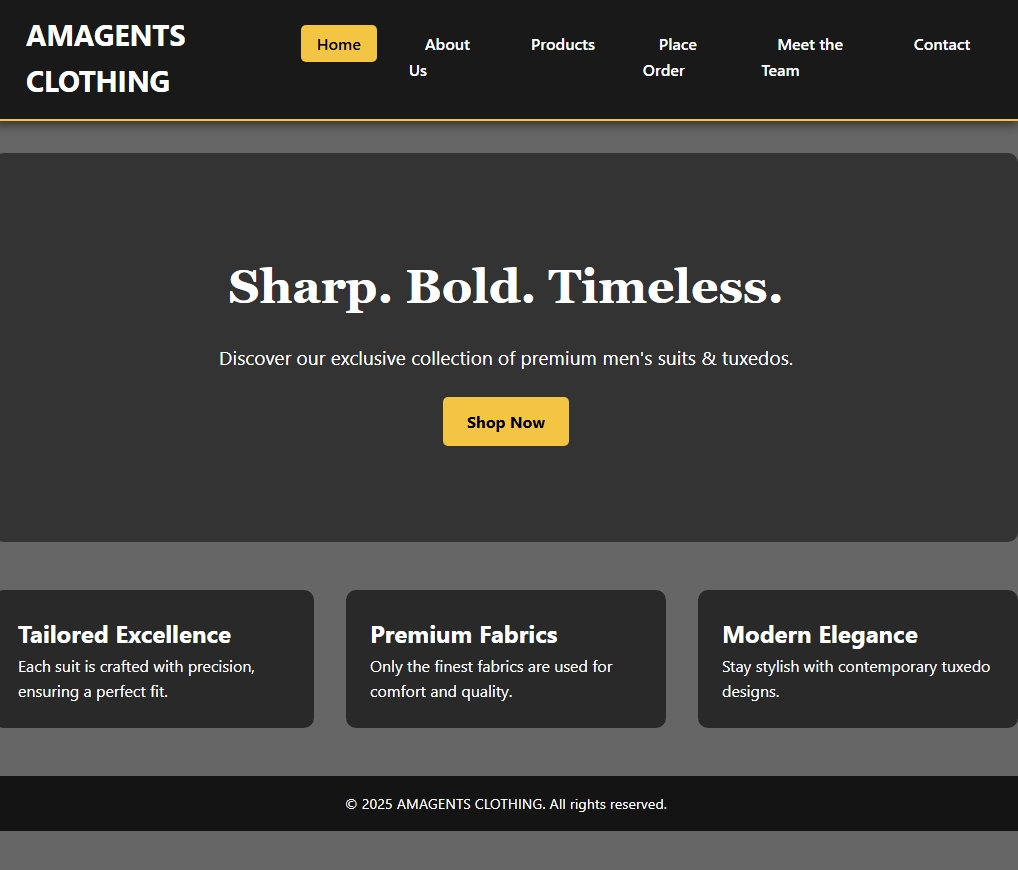 AMAGENTS
CLOTHING
Home
About
Us
Products
Place
Order
Meet the
Team
Contact
Sharp. Bold. Timeless.
Discover our exclusive collection of premium men's suits & tuxedos.
Shop Now
Tailored Excellence
Each suit is crafted with precision,
ensuring a perfect fit.
Premium Fabrics
Only the finest fabrics are used for
comfort and quality.
Modern Elegance
Stay stylish with contemporary tuxedo
designs.
© 2025 AMAGENTS CLOTHING. All rights reserved.